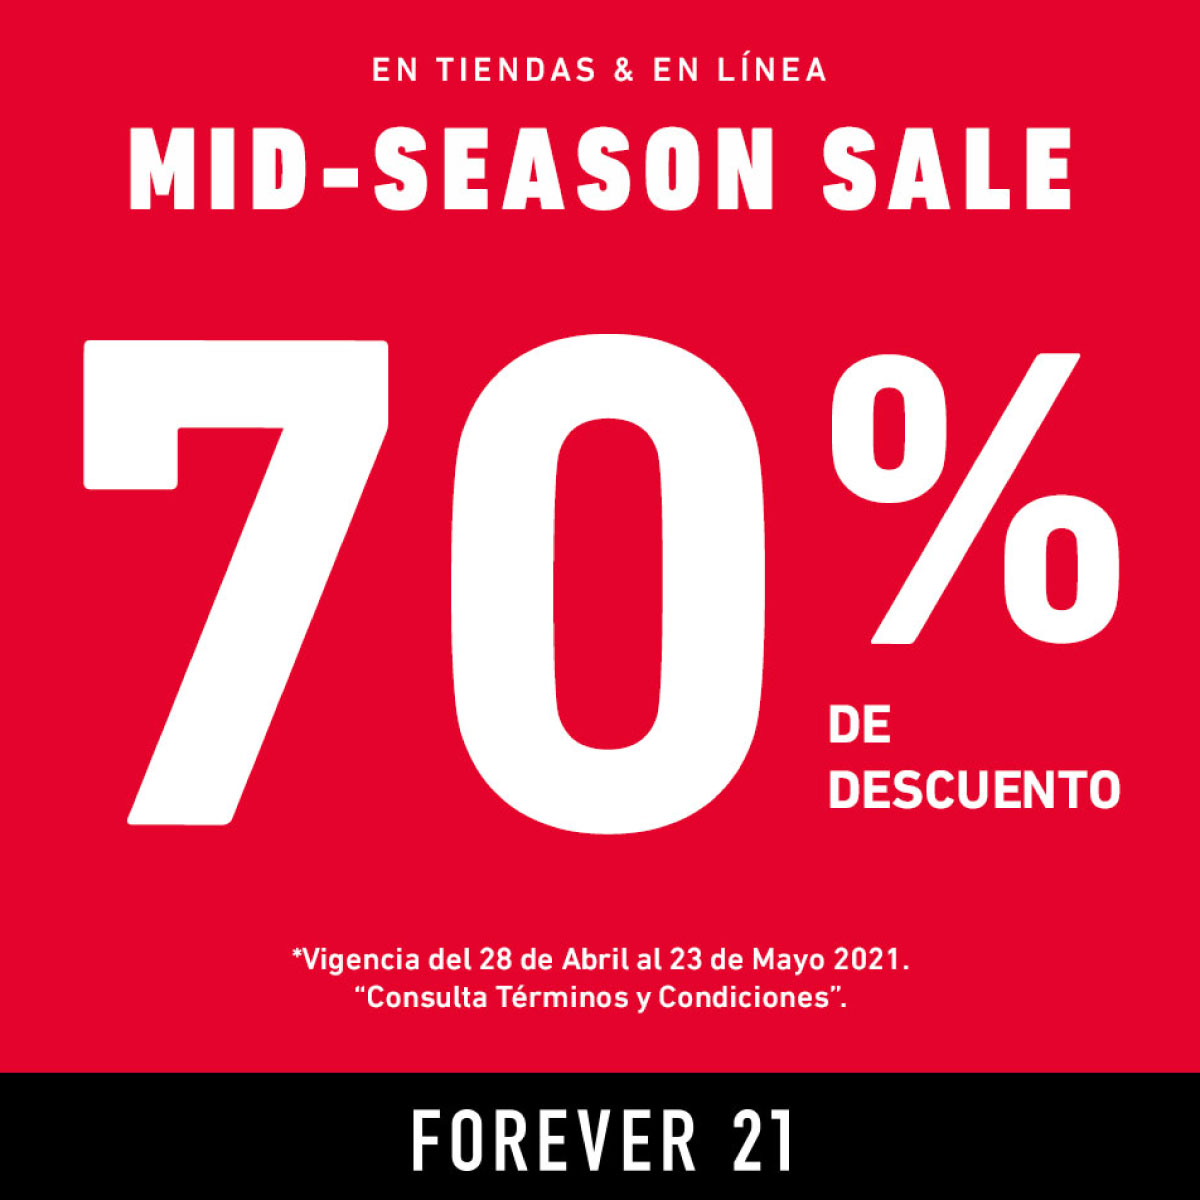 EN TIENDAS & EN LÍNEA
MID-SEASON SALE
70%
DE
DESCUENTO
*Vigencia del 28 de Abril al 23 de Mayo 2021.
“Consulta Términos y Condiciones”.
FOREVER 21